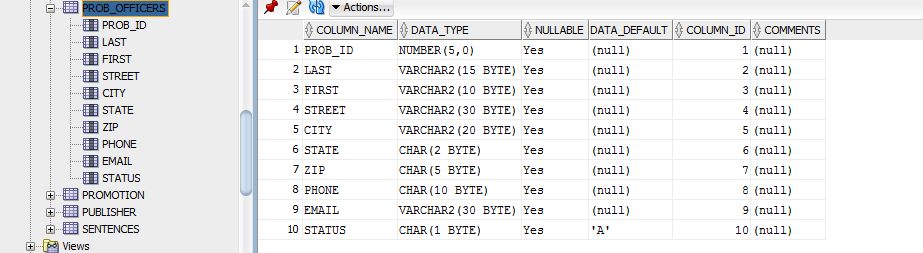 PROB_OFFICERS
PROB_ID
LAST
FIRST
STREET
CITY
STATE
ZIP
PHONE
EMAIL
STATUS
PROMOTION
PUBLISHER
SENTENCES
Views
Actions...
COLUMN_NAME DATA_TYPE NULLABLE DATA_DEFAULT COLUMN_ID COMMENTS
1 PROB_ID NUMBER(5,0) Yes (null) 1 (null)
2 LAST VARCHAR2(15 BYTE) Yes (null) 2 (null)
3 FIRST VARCHAR2(10 BYTE) Yes (null) 3 (null)
4 STREET VARCHAR2(30 BYTE) Yes (null) 4 (null)
5 CITY VARCHAR2(20 BYTE) Yes (null) 5 (null)
6 STATE CHAR(2 BYTE) Yes (null) 6 (null)
7 ZIP CHAR(5 BYTE) Yes (null) 7 (null)
8 PHONE CHAR(10 BYTE) Yes (null) 8 (null)
9 EMAIL VARCHAR2(30 BYTE) Yes (null) 9 (null)
10 STATUS CHAR(1 BYTE) Yes 'A' 10 (null)